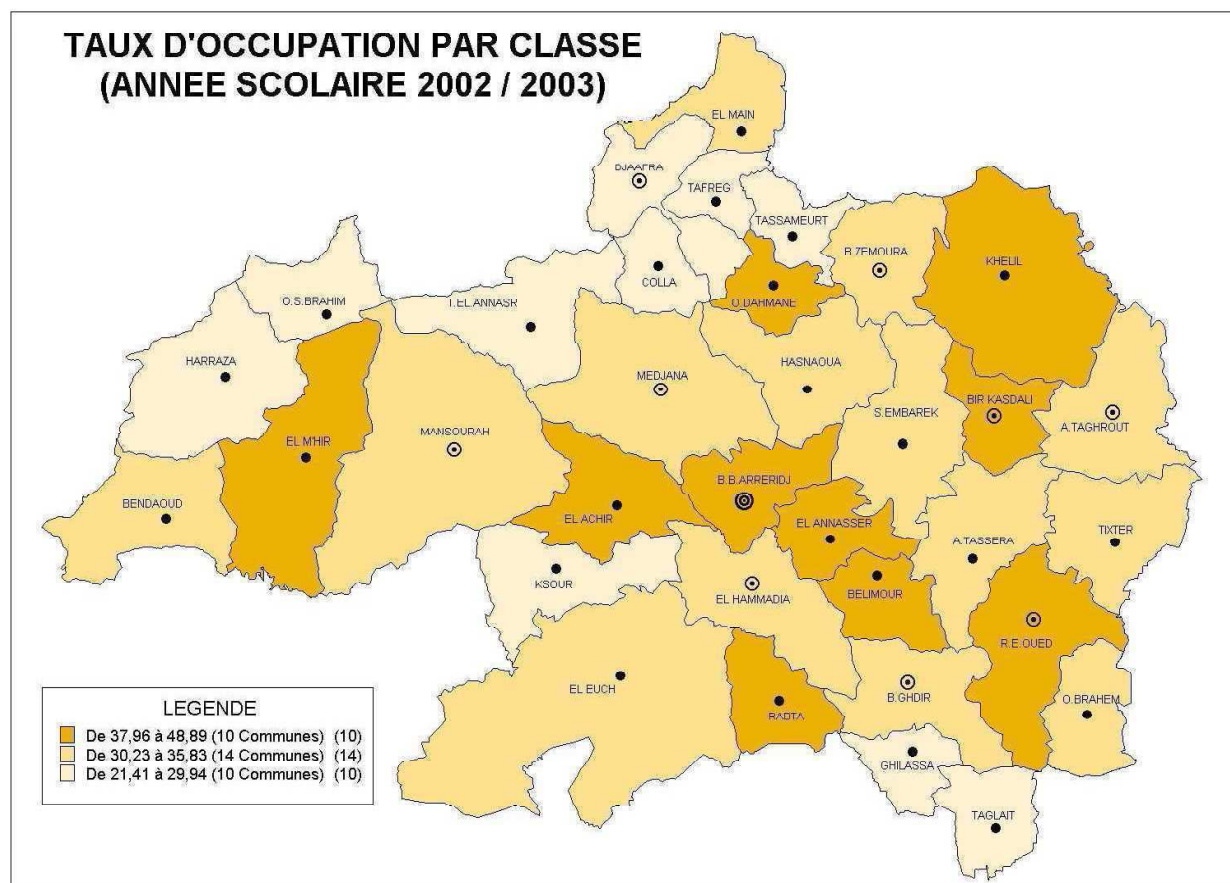 TAUX D'OCCUPATION PAR CLASSE
(ANNEE SCOLAIRE 2002 / 2003)
EL MAIN
DJAAFRA
TAFREG
TASSAMEURT
B.ZEMOURA
KHELIL
COLLA
O.DAHMANE
O.S.BRAHIM
T.EL.ANNASR
HARRAZA
MEDJANA
HASNAOUA
BIR KASDALI
S.EMBAREK
A.TAGHROUT
MANSOURAH
EL M'HIR
B.B.ARRERIDJ
BENDAOUD
EL ACHIR
EL ANNASSER
TIXTER
A.TASSERA
KSOUR
EL HAMMADIA
BELIMOUR
R.E.OUED
EL EUCH
B.GHDIR
O.BRAHEM
RABTA
GHILASSA
TAGLAIT
LEGENDE
De 37,96 à 48,89 (10 Communes) (10)
De 30,23 à 35,83 (14 Communes) (14)
De 21,41 à 29,94 (10 Communes) (10)